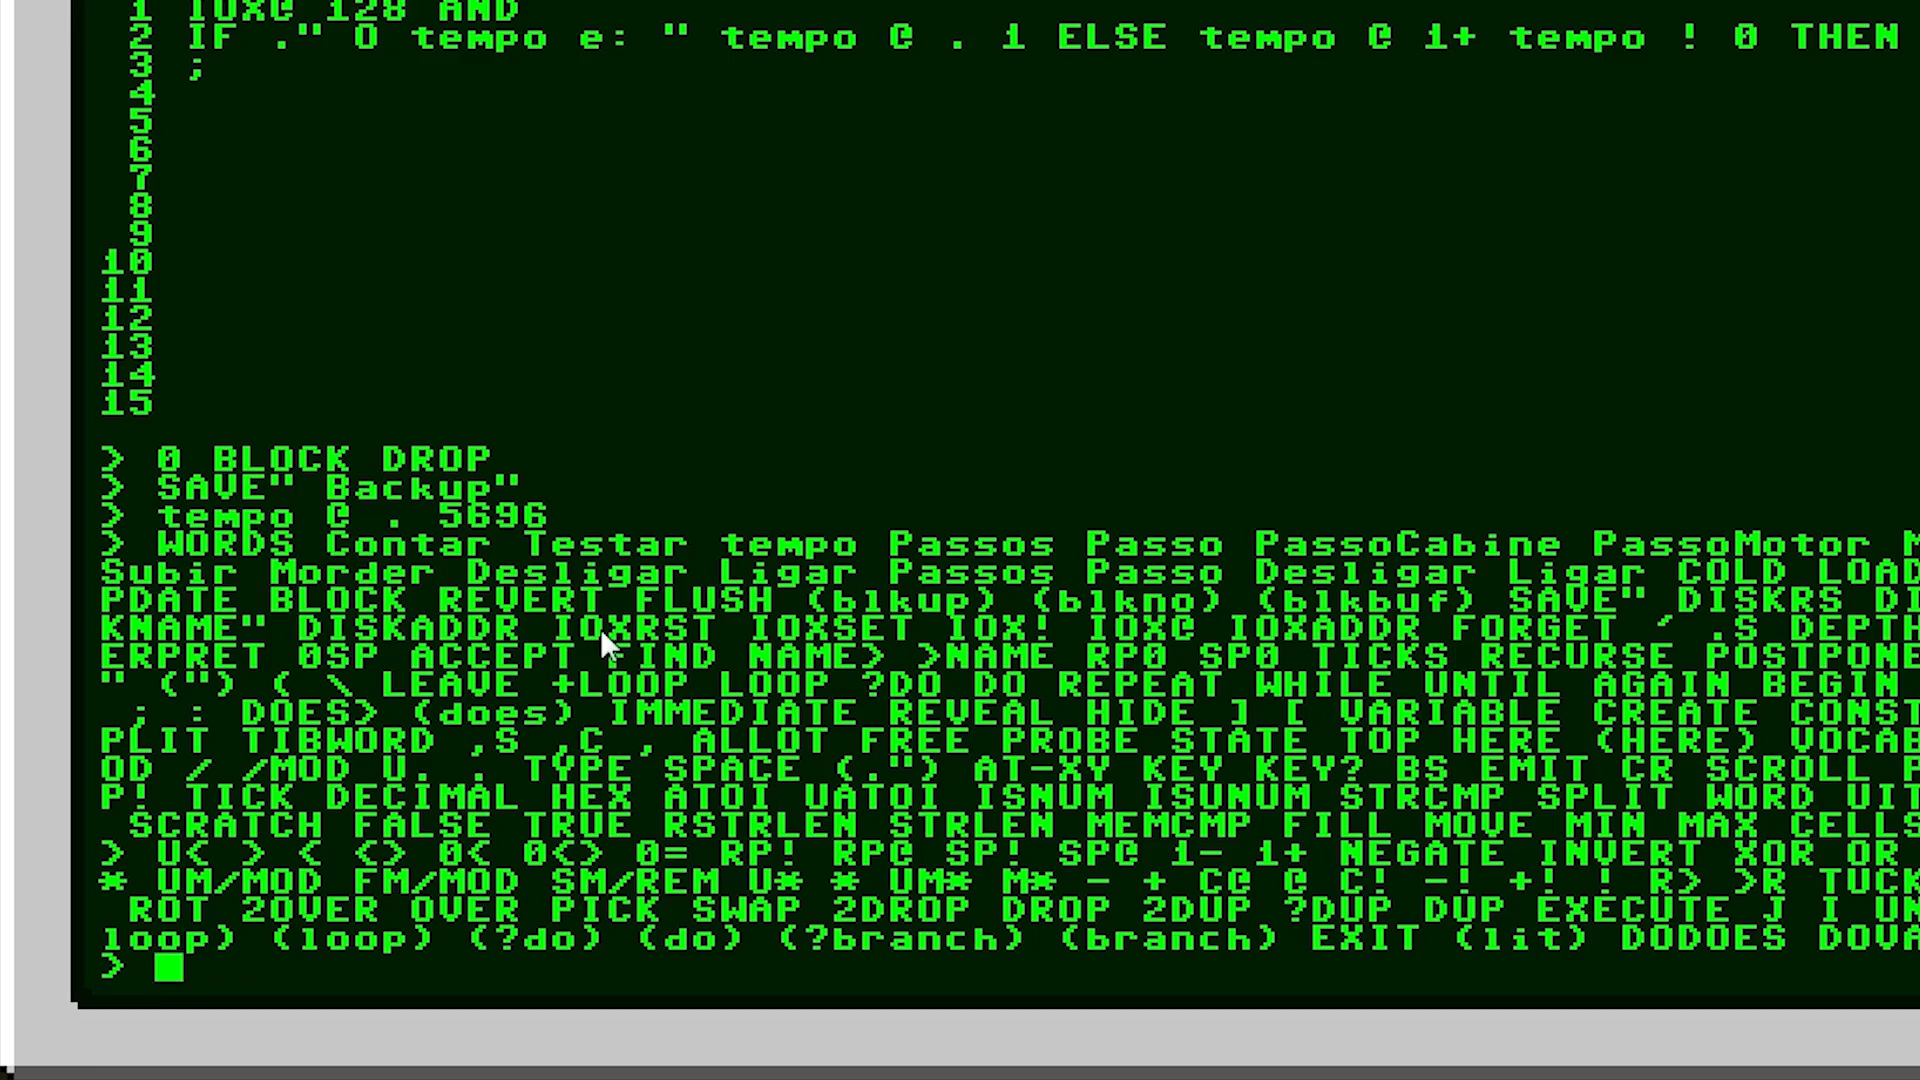 1 IOX@ 128 AND
2 IF ." O tempo e: " tempo @ . 1 ELSE tempo @ 1+ tempo ! 0 THEN
3 ;
4
5
6
7
8
9
10
11
12
13
14
15
> 0 BLOCK DROP
> SAVE" Backup"
> tempo @ . 5696
> WORDS Contar Testar tempo Passos Passo PassoCabine PassoMotor M
Subir Morder Desligar Ligar Passos Passo Desligar Ligar COLD LOAD
PDATE BLOCK REVERT FLUSH (blkup) (blkno) (blkbuf) SAVE" DISKRS DI
KNAME" DISKADDR IOXRST IOXSET IOX! IOX@ IOXADDR FORGET ' .S DEPTH
ERPRET 0SP ACCEPT IND NAME> >NAME RP0 SP0 TICKS RECURSE POSTPONE
" (") ( \ LEAVE +LOOP LOOP ?DO DO REPEAT WHILE UNTIL AGAIN BEGIN
; : DOES> (does) IMMEDIATE REVEAL HIDE ] [ VARIABLE CREATE CONST
PLIT TIBWORD ,S ,C , ALLOT FREE PROBE STATE TOP HERE (HERE) VOCAB
OD / /MOD U. . TYPE SPACE (.") AT-XY KEY KEY? BS EMIT CR SCROLL P
P! TICK DECIMAL HEX ATOI UATOI ISNUM ISUNUM STRCMP SPLIT WORD UIT
SCRATCH FALSE TRUE RSTRLEN STRLEN MEMCMP FILL MOVE MIN MAX CELLS
> U< > < <> 0< 0<> 0= RP! RP@ SP! SP@ 1- 1+ NEGATE INVERT XOR OR
* UM/MOD FM/MOD SM/REM U* * UM* M* - + C@ @ C! -! +! ! R> >R TUCK
ROT 2OVER OVER PICK SWAP 2DROP DROP 2DUP ?DUP DUP EXECUTE J I UN
loop) (loop) (?do) (do) (?branch) (branch) EXIT (lit) DODOES DOVA
>